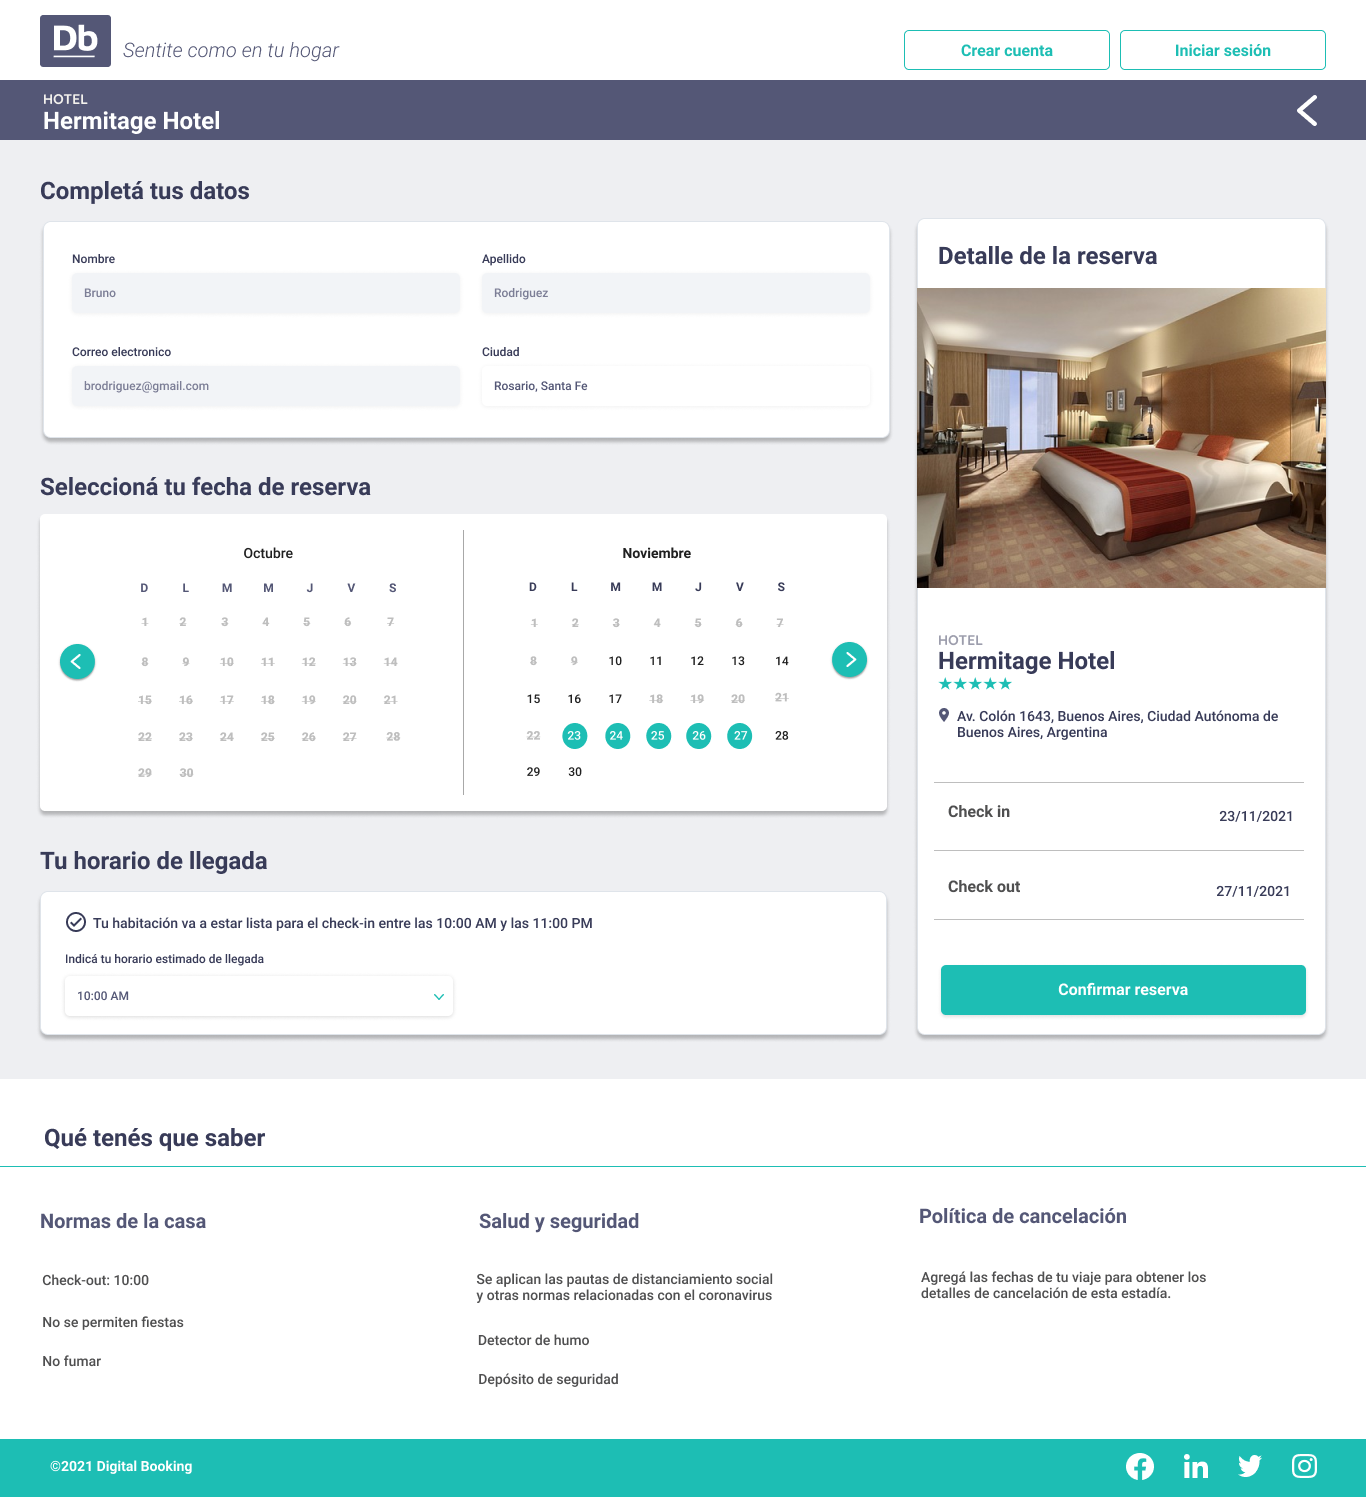 Db
Sentite como en tu hogar
Crear cuenta
Iniciar sesión
HOTEL
Hermitage Hotel
Completá tus datos
Nombre
Apellido
Bruno
Rodriguez
Correo electronico
Ciudad
brodriguez@gmail.com
Rosario, Santa Fe
Seleccioná tu fecha de reserva
Octubre
D L M M J V S
1 2 3 4 5 6 7
8 9 10 11 12 13 14
15 16 17 18 19 20 21
22 23 24 25 26 27 28
29 30
Noviembre
D L M M J V S
1 2 3 4 5 6 7
8 9 10 11 12 13 14
15 16 17 18 19 20 21
22 23 24 25 26 27 28
29 30
Tu horario de llegada
Tu habitación va a estar lista para el check-in entre las 10:00 AM y las 11:00 PM
Indicá tu horario estimado de llegada
10:00 AM
Detalle de la reserva
HOTEL
Hermitage Hotel
Av. Colón 1643, Buenos Aires, Ciudad Autónoma de
Buenos Aires, Argentina
Check in 23/11/2021
Check out 27/11/2021
Confirmar reserva
Qué tenés que saber
Normas de la casa
Check-out: 10:00
No se permiten fiestas
No fumar
Salud y seguridad
Se aplican las pautas de distanciamiento social
y otras normas relacionadas con el coronavirus
Detector de humo
Depósito de seguridad
Política de cancelación
Agregá las fechas de tu viaje para obtener los
detalles de cancelación de esta estadía.
©2021 Digital Booking